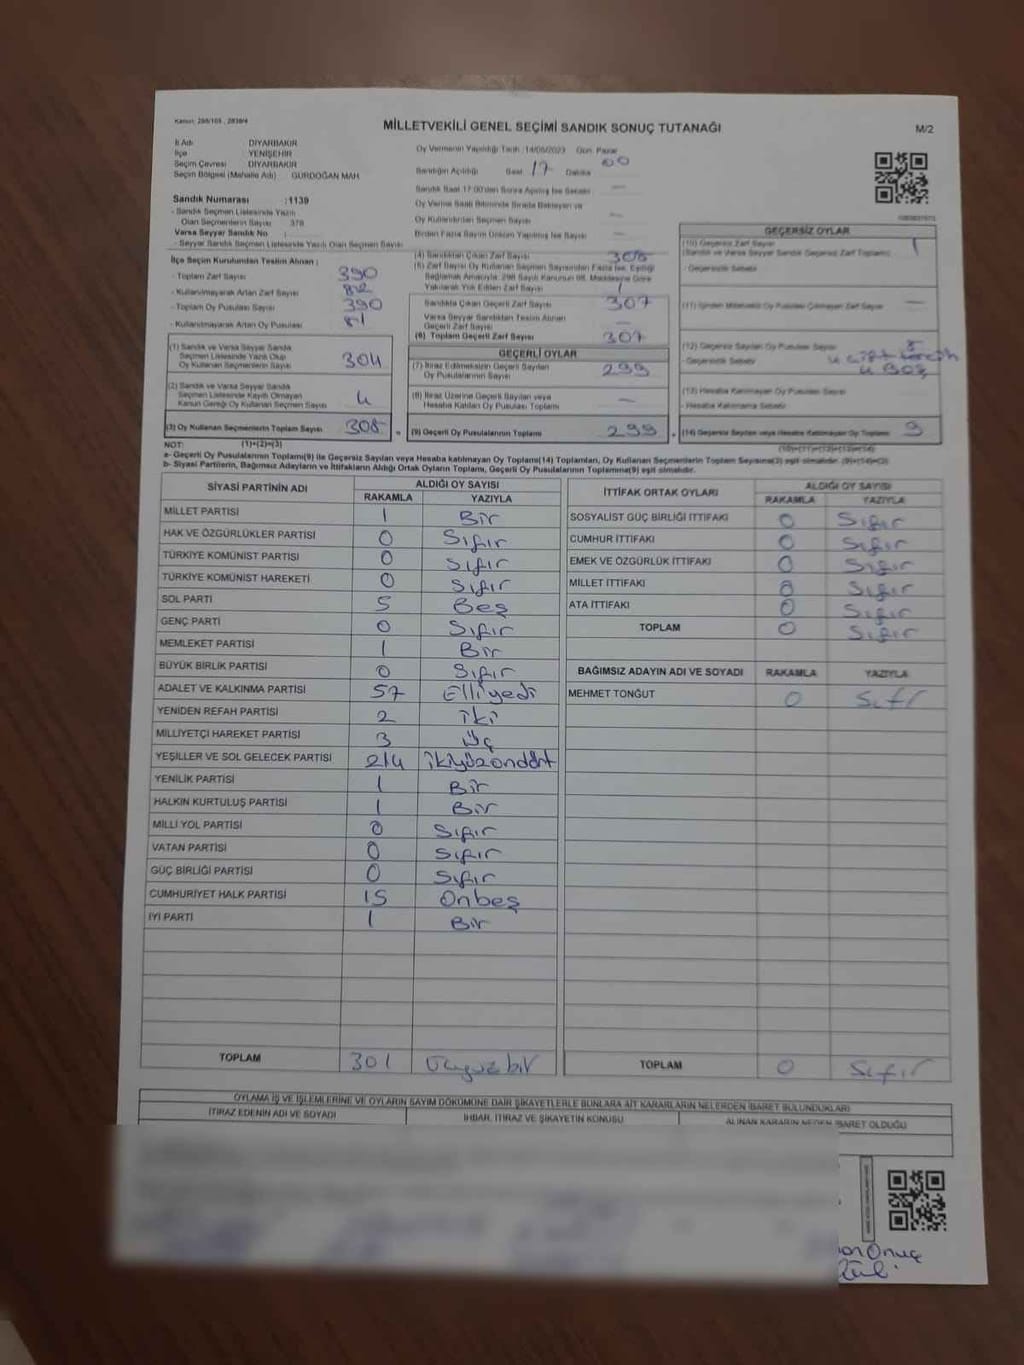 Kanun: 298/105 , 2839/4
MİLLETVEKİLİ GENEL SEÇİMİ SANDIK SONUÇ TUTANAĞI
M/2
İli Adı DİYARBAKIR
İlçe YENİŞEHİR
Seçim Çevresi DİYARBAKIR
Seçim Bölgesi (Mahalle Adı) GÜRDOĞAN MAH.
Sandık Numarası :1139
- Sandık Seçmen Listesinde Yazılı
Olan Seçmenlerin Sayısı 378
Varsa Seyyar Sandık No
- Seyyar Sandık Seçmen Listesinde Yazılı Olan Seçmen Sayısı
Oy Vermenin Yapıldığı Tarih :14/05/2023 Gün: Pazar
Sandığın Açıldığı Saat 17 Dakika 00
Sandık Saat 17:00'den Sonra Açılmış İse Sebebi
Oy Verme Saati Bitiminde Sırada Bekleyen ve
Oy Kullandırılan Seçmen Sayısı
Birden Fazla Sayım Döküm Yapılmış İse Sayısı
İlçe Seçim Kurulundan Teslim Alınan ;
- Toplam Zarf Sayısı 390
- Kullanılmayarak Artan Zarf Sayısı 82
- Toplam Oy Pusulası Sayısı 390
- Kullanılmayarak Artan Oy Pusulası 81
(1) Sandık ve Varsa Seyyar Sandık
Seçmen Listesinde Yazılı Olup
Oy Kullanan Seçmenlerin Sayısı 304
(2) Sandık ve Varsa Seyyar Sandık
Seçmen Listesinde Kayıtlı Olmayan
Kanun Gereği Oy Kullanan Seçmen Sayısı 4
(3) Oy Kullanan Seçmenlerin Toplam Sayısı 308
(1)+(2)=(3)
(4) Sandıktan Çıkan Zarf Sayısı 308
(5) Zarf Sayısı Oy Kullanan Seçmen Sayısından Fazla İse, Eşitliği
Sağlamak Amacıyla, 298 Sayılı Kanunun 98. Maddesine Göre
Yakılarak Yok Edilen Zarf Sayısı
Sandıkta Çıkan Geçerli Zarf Sayısı 307
Varsa Seyyar Sandıktan Teslim Alınan
Geçerli Zarf Sayısı
(6) Toplam Geçerli Zarf Sayısı 307
GEÇERLİ OYLAR
(7) İtiraz Edilmeksizin Geçerli Sayılan
Oy Pusulalarının Sayısı 299
(8) İtiraz Üzerine Geçerli Sayılan veya
Hesaba Katılan Oy Pusulası Toplamı
(9) Geçerli Oy Pusulalarının Toplamı 299
GEÇERSİZ OYLAR
(10) Geçersiz Zarf Sayısı 1
(Sandık ve Varsa Seyyar Sandık Geçersiz Zarf Toplamı)
- Geçersizlik Sebebi
(11) İçinden Milletvekili Oy Pusulası Çıkmayan Zarf Sayısı
(12) Geçersiz Sayılan Oy Pusulası Sayısı 8
- Geçersizlik Sebebi 4 çift tercih
4 Boş
(13) Hesaba Katılmayan Oy Pusulası Sayısı
- Hesaba Katılmama Sebebi
(14) Geçersiz Sayılan veya Hesaba Katılmayan Oy Toplamı 9
(10)+(11)+(12)+(13)=(14)
NOT:
a- Geçerli Oy Pusulalarının Toplamı(9) ile Geçersiz Sayılan veya Hesaba katılmayan Oy Toplamı(14) Toplamları, Oy Kullanan Seçmenlerin Toplam Sayısına(3) eşit olmalıdır. (9)+(14)=(3)
b- Siyasi Partilerin, Bağımsız Adayların ve İttifakların Aldığı Ortak Oyların Toplamı, Geçerli Oy Pusulalarının Toplamına(9) eşit olmalıdır.
SİYASİ PARTİNİN ADI ALDIĞI OY SAYISI
RAKAMLA YAZIYLA
MİLLET PARTİSİ 1 Bir
HAK VE ÖZGÜRLÜKLER PARTİSİ 0 Sıfır
TÜRKİYE KOMÜNİST PARTİSİ 0 Sıfır
TÜRKİYE KOMÜNİST HAREKETİ 0 Sıfır
SOL PARTİ 5 Beş
GENÇ PARTİ 0 Sıfır
MEMLEKET PARTİSİ 1 Bir
BÜYÜK BİRLİK PARTİSİ 0 Sıfır
ADALET VE KALKINMA PARTİSİ 57 Elliyedi
YENİDEN REFAH PARTİSİ 2 iki
MİLLİYETÇİ HAREKET PARTİSİ 3 üç
YEŞİLLER VE SOL GELECEK PARTİSİ 214 ikiyüzondört
YENİLİK PARTİSİ 1 Bir
HALKIN KURTULUŞ PARTİSİ 1 Bir
MİLLİ YOL PARTİSİ 0 Sıfır
VATAN PARTİSİ 0 Sıfır
GÜÇ BİRLİĞİ PARTİSİ 0 Sıfır
CUMHURİYET HALK PARTİSİ 15 Onbeş
İYİ PARTİ 1 Bir
TOPLAM 301 Üçyüzbir
İTTİFAK ORTAK OYLARI ALDIĞI OY SAYISI
RAKAMLA YAZIYLA
SOSYALİST GÜÇ BİRLİĞİ İTTİFAKI 0 Sıfır
CUMHUR İTTİFAKI 0 Sıfır
EMEK VE ÖZGÜRLÜK İTTİFAKI 0 Sıfır
MİLLET İTTİFAKI 0 Sıfır
ATA İTTİFAKI 0 Sıfır
TOPLAM 0 Sıfır
BAĞIMSIZ ADAYIN ADI VE SOYADI RAKAMLA YAZIYLA
MEHMET TONĞUT 0 Sıfır
TOPLAM 0 Sıfır
OYLAMA İŞ VE İŞLEMLERİNE VE OYLARIN SAYIM DÖKÜMÜNE DAİR ŞİKAYETLERLE BUNLARA AİT KARARLARIN NELERDEN İBARET BULUNDUKLARI
İTİRAZ EDENİN ADI VE SOYADI İHBAR, İTİRAZ VE ŞİKAYETİN KONUSU ALINAN KARARIN NEDEN İBARET OLDUĞU